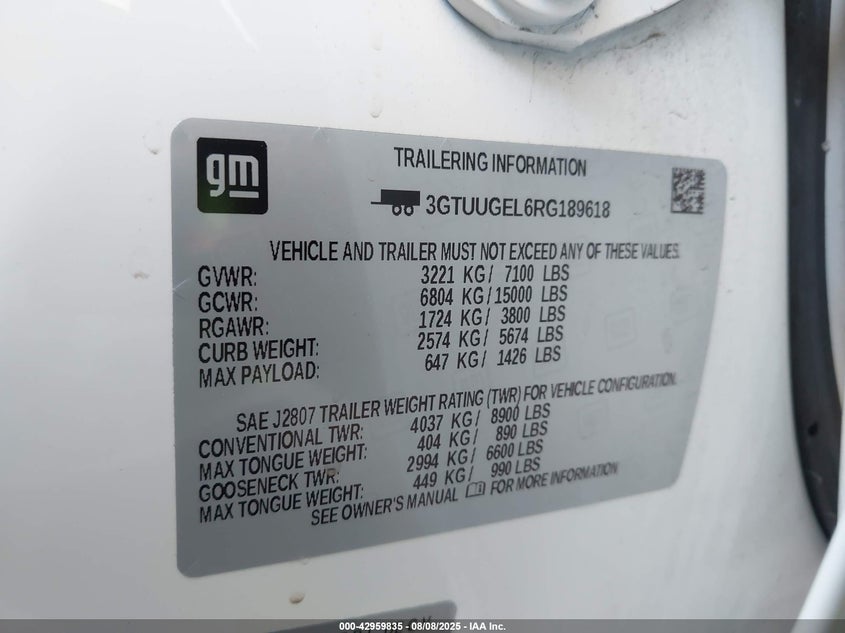 gm
TRAILERING INFORMATION
3GTUUGEL6RG189618
VEHICLE AND TRAILER MUST NOT EXCEED ANY OF THESE VALUES.
GVWR: 3221 KG/ 7100 LBS
GCWR: 6804 KG/15000 LBS
RGAWR: 1724 KG/ 3800 LBS
CURB WEIGHT: 2574 KG/ 5674 LBS
MAX PAYLOAD: 647 KG/ 1426 LBS
SAE J2807 TRAILER WEIGHT RATING (TWR) FOR VEHICLE CONFIGURATION.
CONVENTIONAL TWR: 4037 KG/ 8900 LBS
MAX TONGUE WEIGHT: 404 KG/ 890 LBS
GOOSENECK TWR: 2994 KG/ 6600 LBS
MAX TONGUE WEIGHT: 449 KG/ 990 LBS
SEE OWNER'S MANUAL FOR MORE INFORMATION
000-42959835 - 08/08/2025 - IAA Inc.